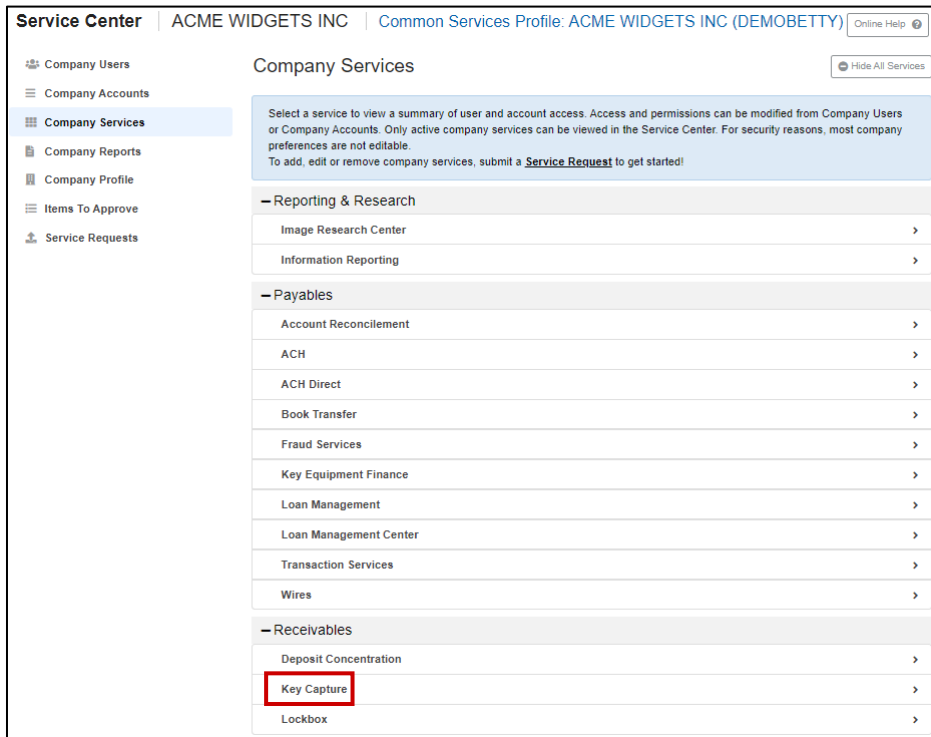 Service Center ACME WIDGETS INC Common Services Profile: ACME WIDGETS INC (DEMOBETTY) Online Help
Company Users
Company Accounts
Company Services
Company Reports
Company Profile
Items To Approve
Service Requests
Company Services Hide All Services
Select a service to view a summary of user and account access. Access and permissions can be modified from Company Users
or Company Accounts. Only active company services can be viewed in the Service Center. For security reasons, most company
preferences are not editable.
To add, edit or remove company services, submit a Service Request to get started!
Reporting & Research
Image Research Center
Information Reporting
Payables
Account Reconcilement
ACH
ACH Direct
Book Transfer
Fraud Services
Key Equipment Finance
Loan Management
Loan Management Center
Transaction Services
Wires
Receivables
Deposit Concentration
Key Capture
Lockbox